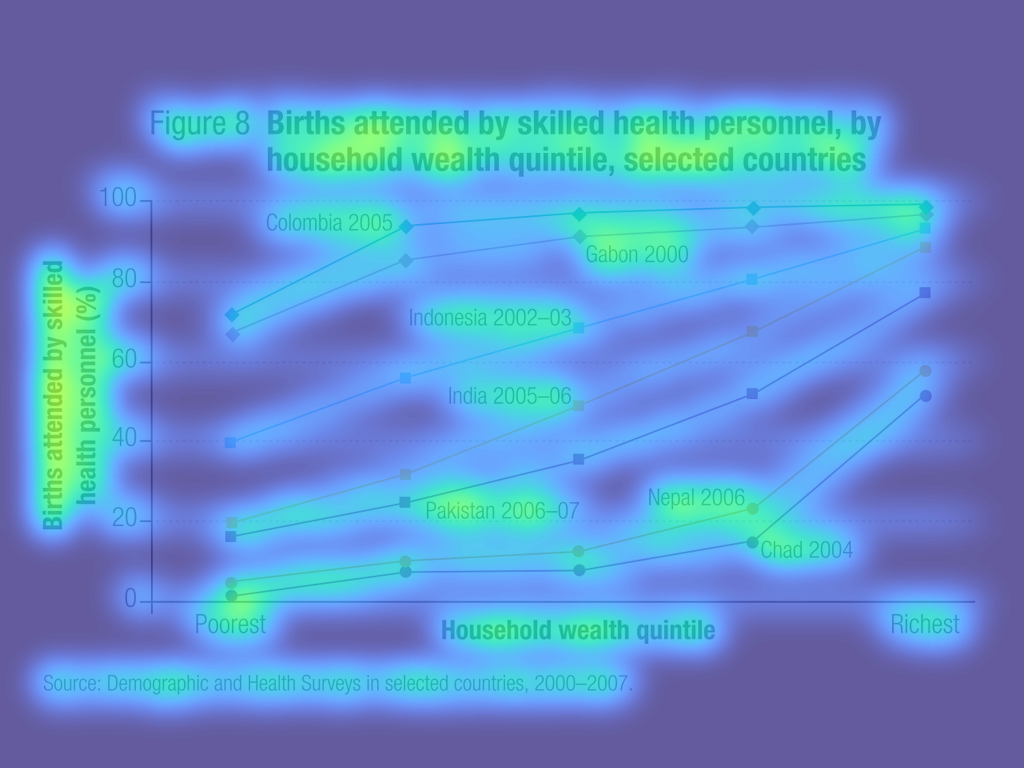 Figure 8 Births attended by skilled health personnel, by
household wealth quintile, selected countries
Births attended by skilled
health personnel (%)
100
80
60
40
20
0
Colombia 2005
Gabon 2000
Indonesia 2002–03
India 2005–06
Pakistan 2006–07
Nepal 2006
Chad 2004
Poorest
Richest
Household wealth quintile
Source: Demographic and Health Surveys in selected countries, 2000–2007.